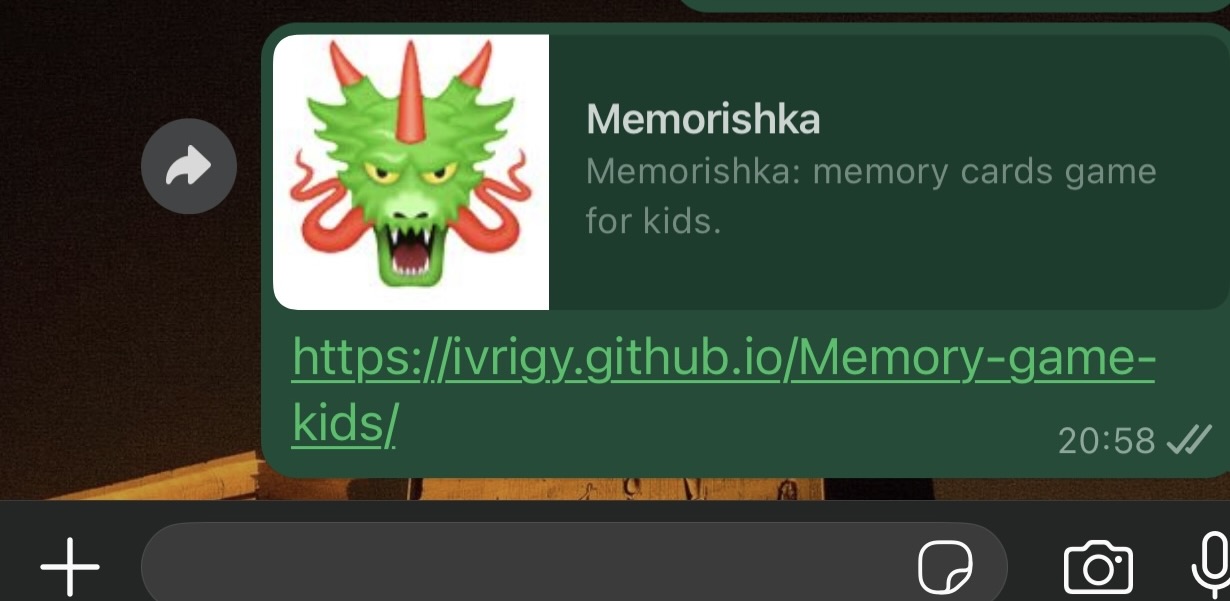 Memorishka
Memorishka: memory cards game
for kids.
https://ivrigy.github.io/Memory-game-
kids/
20:58